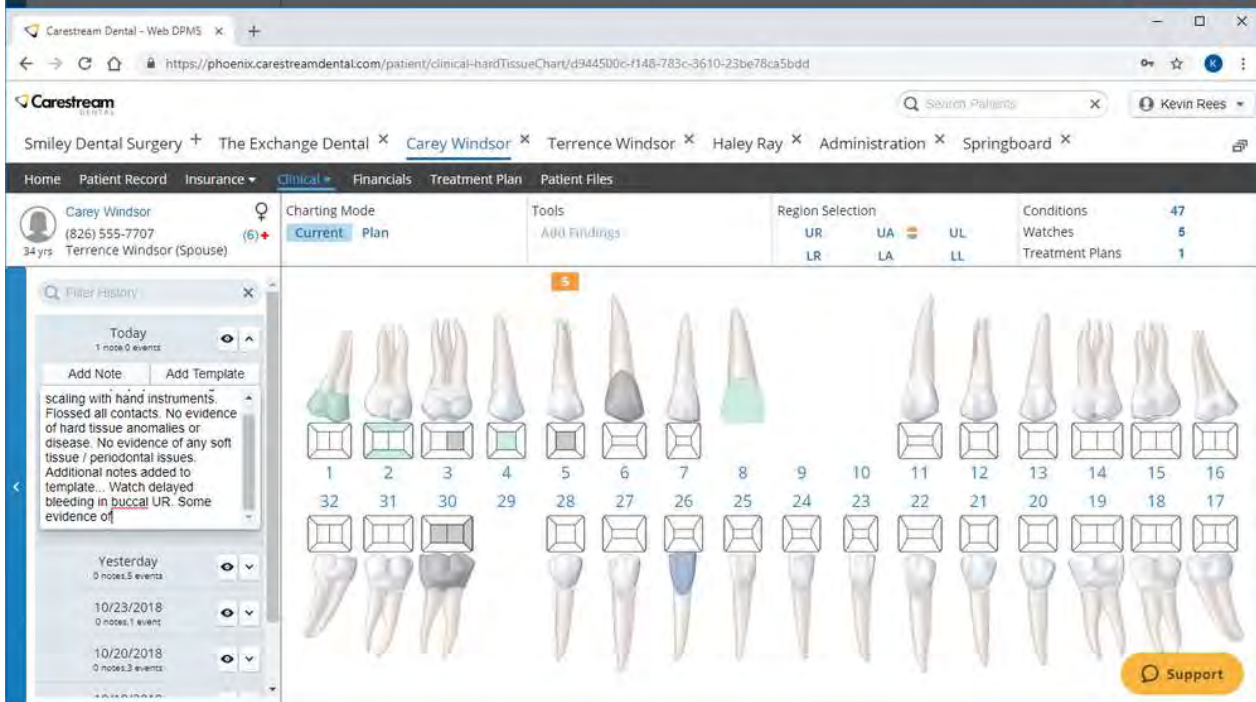 Carestream Dental - Web DPMS × +
https://phoenix.carestreamdental.com/patient/clinical-hardTissueChart/d944500c-f148-783c-3610-23be78ca5bdd K
Carestream
DENTAL
Search Patients × Kevin Rees
Smiley Dental Surgery + The Exchange Dental × Carey Windsor × Terrence Windsor × Haley Ray × Administration × Springboard ×
Home Patient Record Insurance Clinical Financials Treatment Plan Patient Files
Carey Windsor
(826) 555-7707 (6)+
34 yrs Terrence Windsor (Spouse)
Charting Mode
Current Plan
Tools
Add Findings
Region Selection
UR UA UL
LR LA LL
Conditions 47
Watches 5
Treatment Plans 1
Filter History ×
Today
1 note,0 events
Add Note Add Template
scaling with hand instruments.
Flossed all contacts. No evidence
of hard tissue anomalies or
disease. No evidence of any soft
tissue / periodontal issues.
Additional notes added to
template... Watch delayed
bleeding in buccal UR. Some
evidence of
Yesterday
0 notes,5 events
10/23/2018
0 notes,1 event
10/20/2018
0 notes,3 events
5
1 2 3 4 5 6 7 8 9 10 11 12 13 14 15 16
32 31 30 29 28 27 26 25 24 23 22 21 20 19 18 17
Support